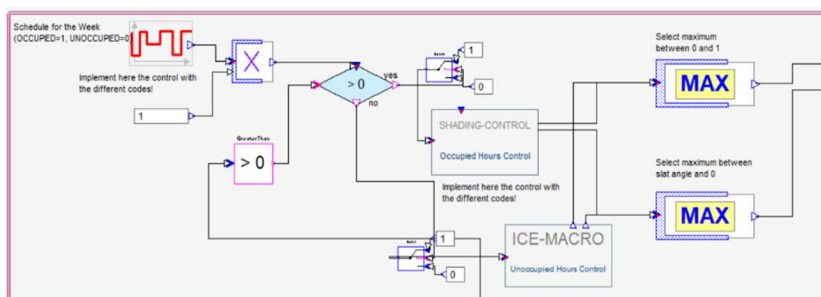 Schedule for the Week
(OCCUPED=1, UNOCCUPED=0)
Implement here the control with
the different codes!
X
1
> 0
yes
no
1
0
GreaterThan
> 0
SHADING-CONTROL
Occupied Hours Control
Implement here the control with
the different codes!
1
0
ICE-MACRO
Unoccupied Hours Control
Select maximum
between 0 and 1
MAX
Select maximum between
slat angle and 0
MAX